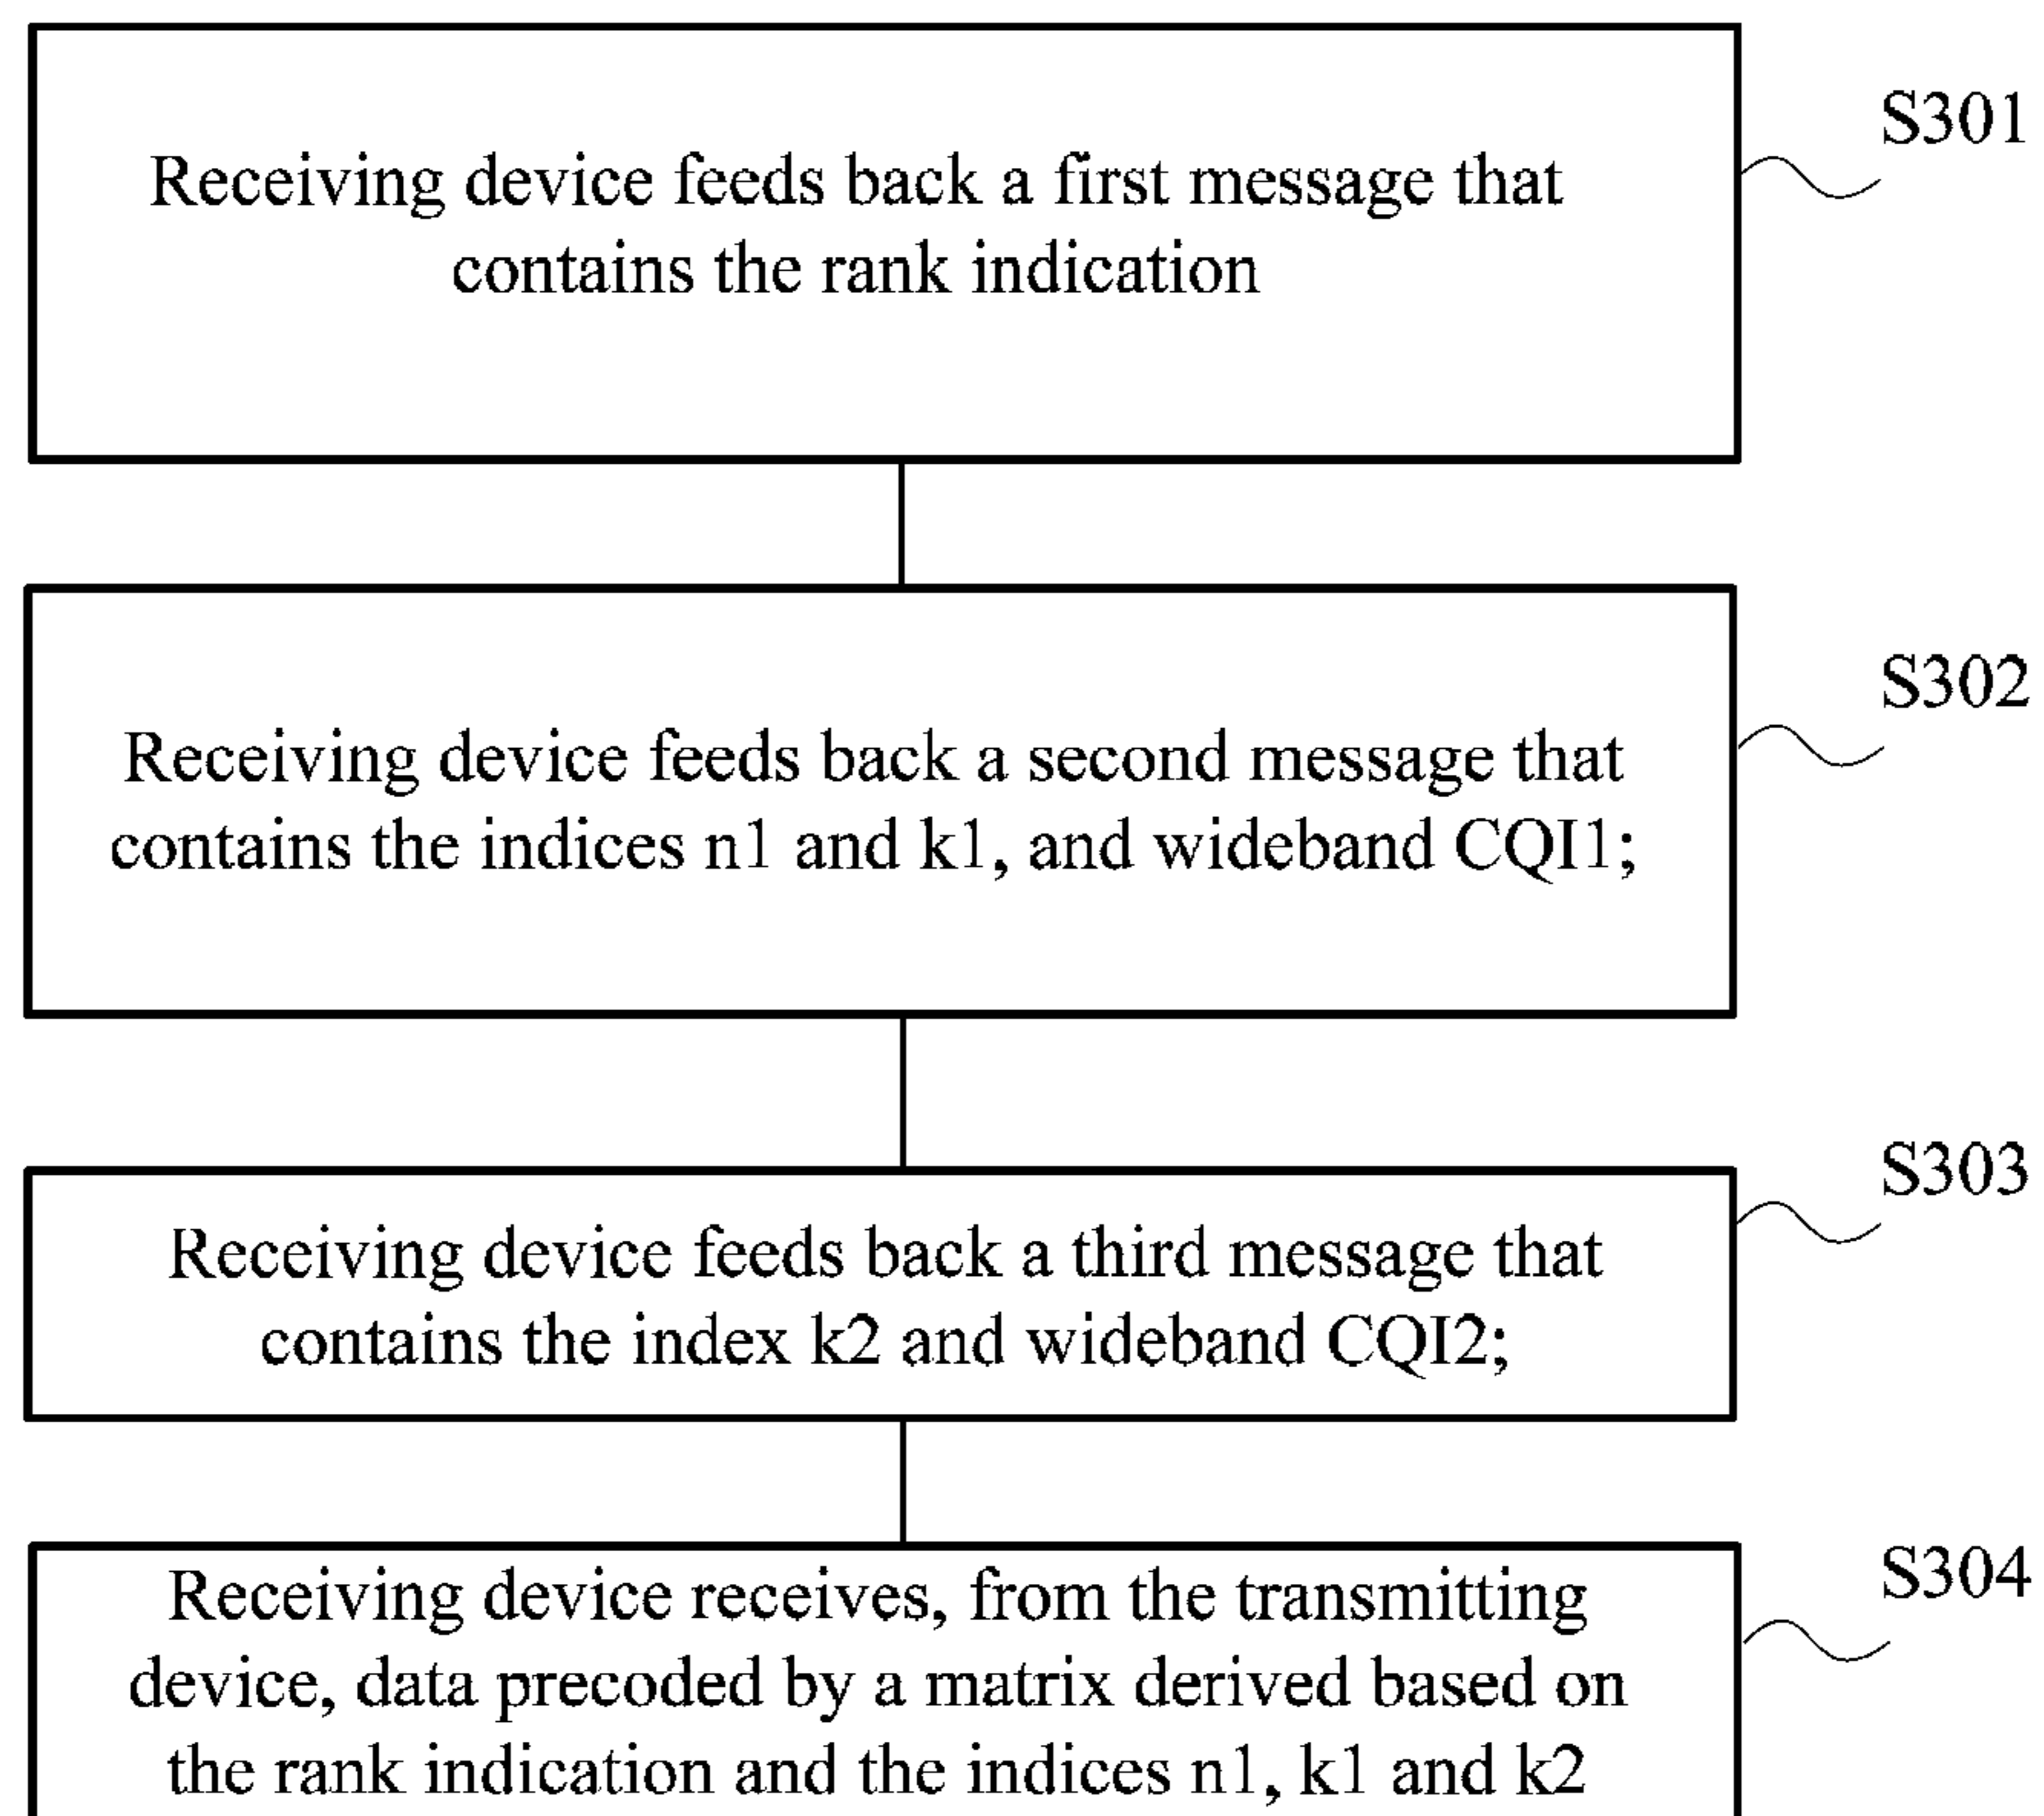 S301
Receiving device feeds back a first message that
contains the rank indication
S302
Receiving device feeds back a second message that
contains the indices n1 and k1, and wideband CQI1;
S303
Receiving device feeds back a third message that
contains the index k2 and wideband CQI2;
S304
Receiving device receives, from the transmitting
device, data precoded by a matrix derived based on
the rank indication and the indices n1, k1 and k2